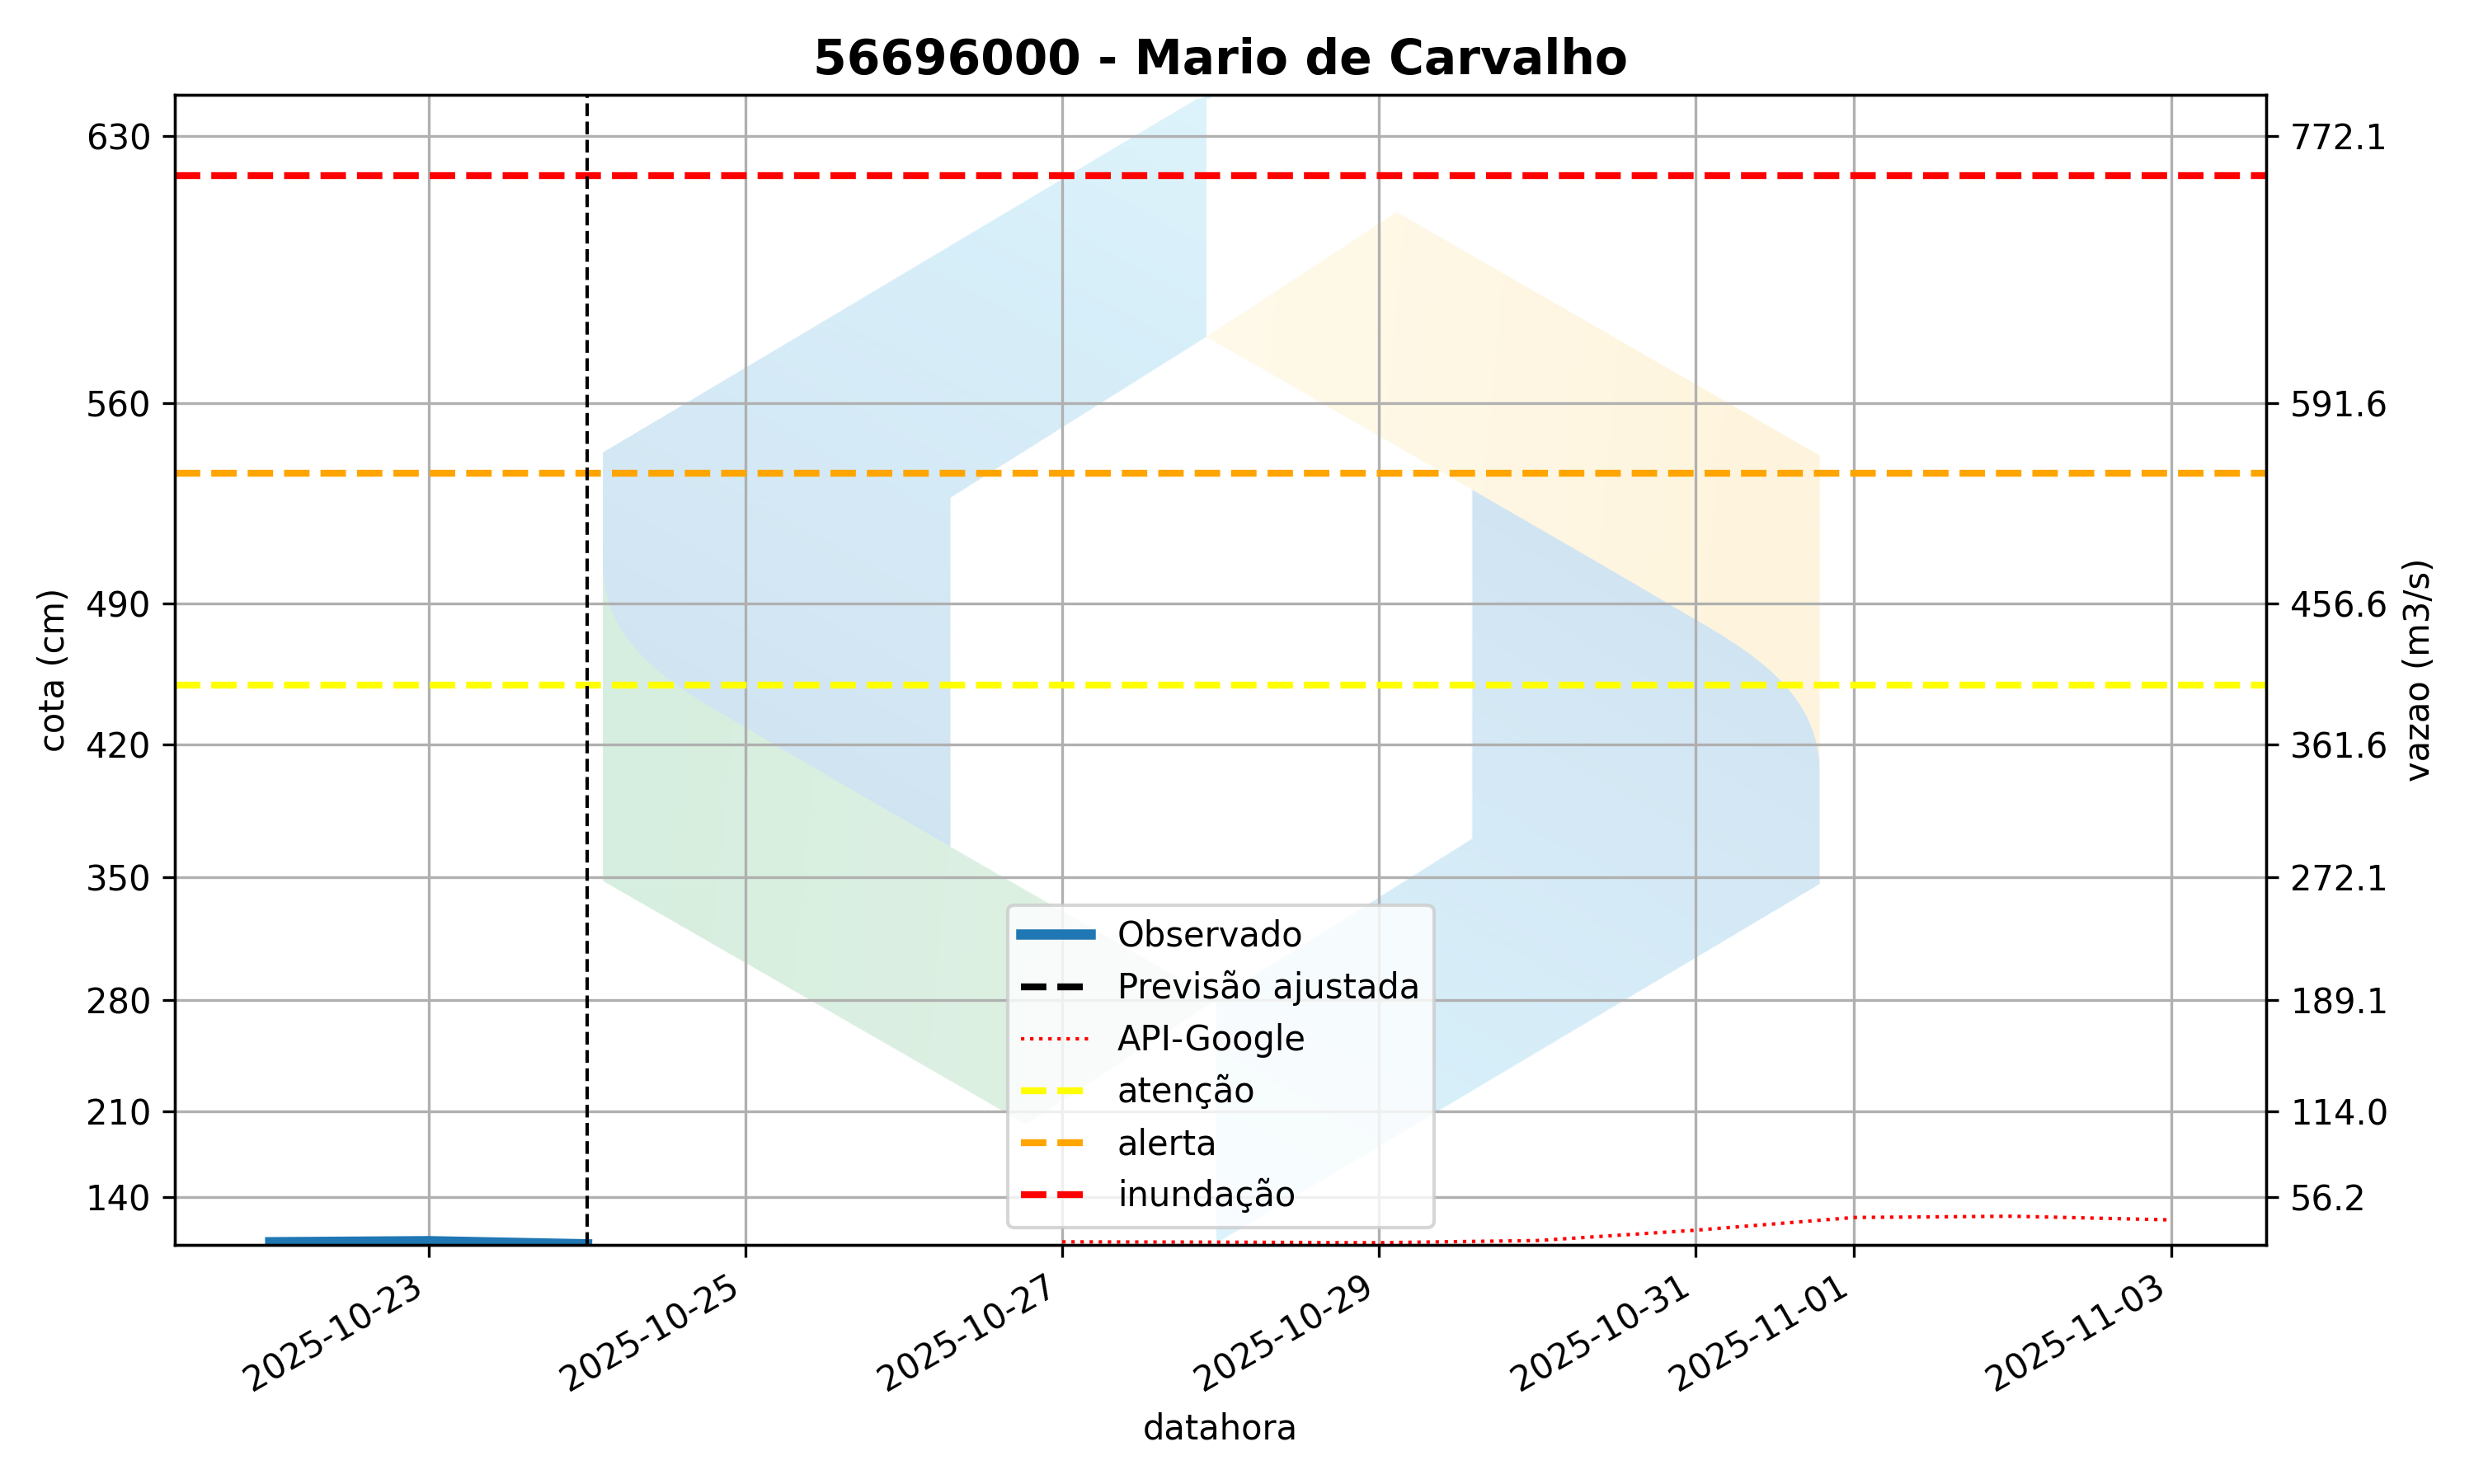 56696000 - Mario de Carvalho
630
560
490
420
350
280
210
140
cota (cm)
772.1
591.6
456.6
361.6
272.1
189.1
114.0
56.2
vazao (m3/s)
Observado
Previsão ajustada
API-Google
atenção
alerta
inundação
2025-10-23
2025-10-25
2025-10-27
2025-10-29
2025-10-31
2025-11-01
2025-11-03
datahora